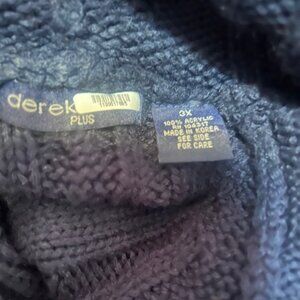 derek
PLUS
3X
100% ACRYLIC
MADE IN KOREA
SEE SIDE
FOR CARE